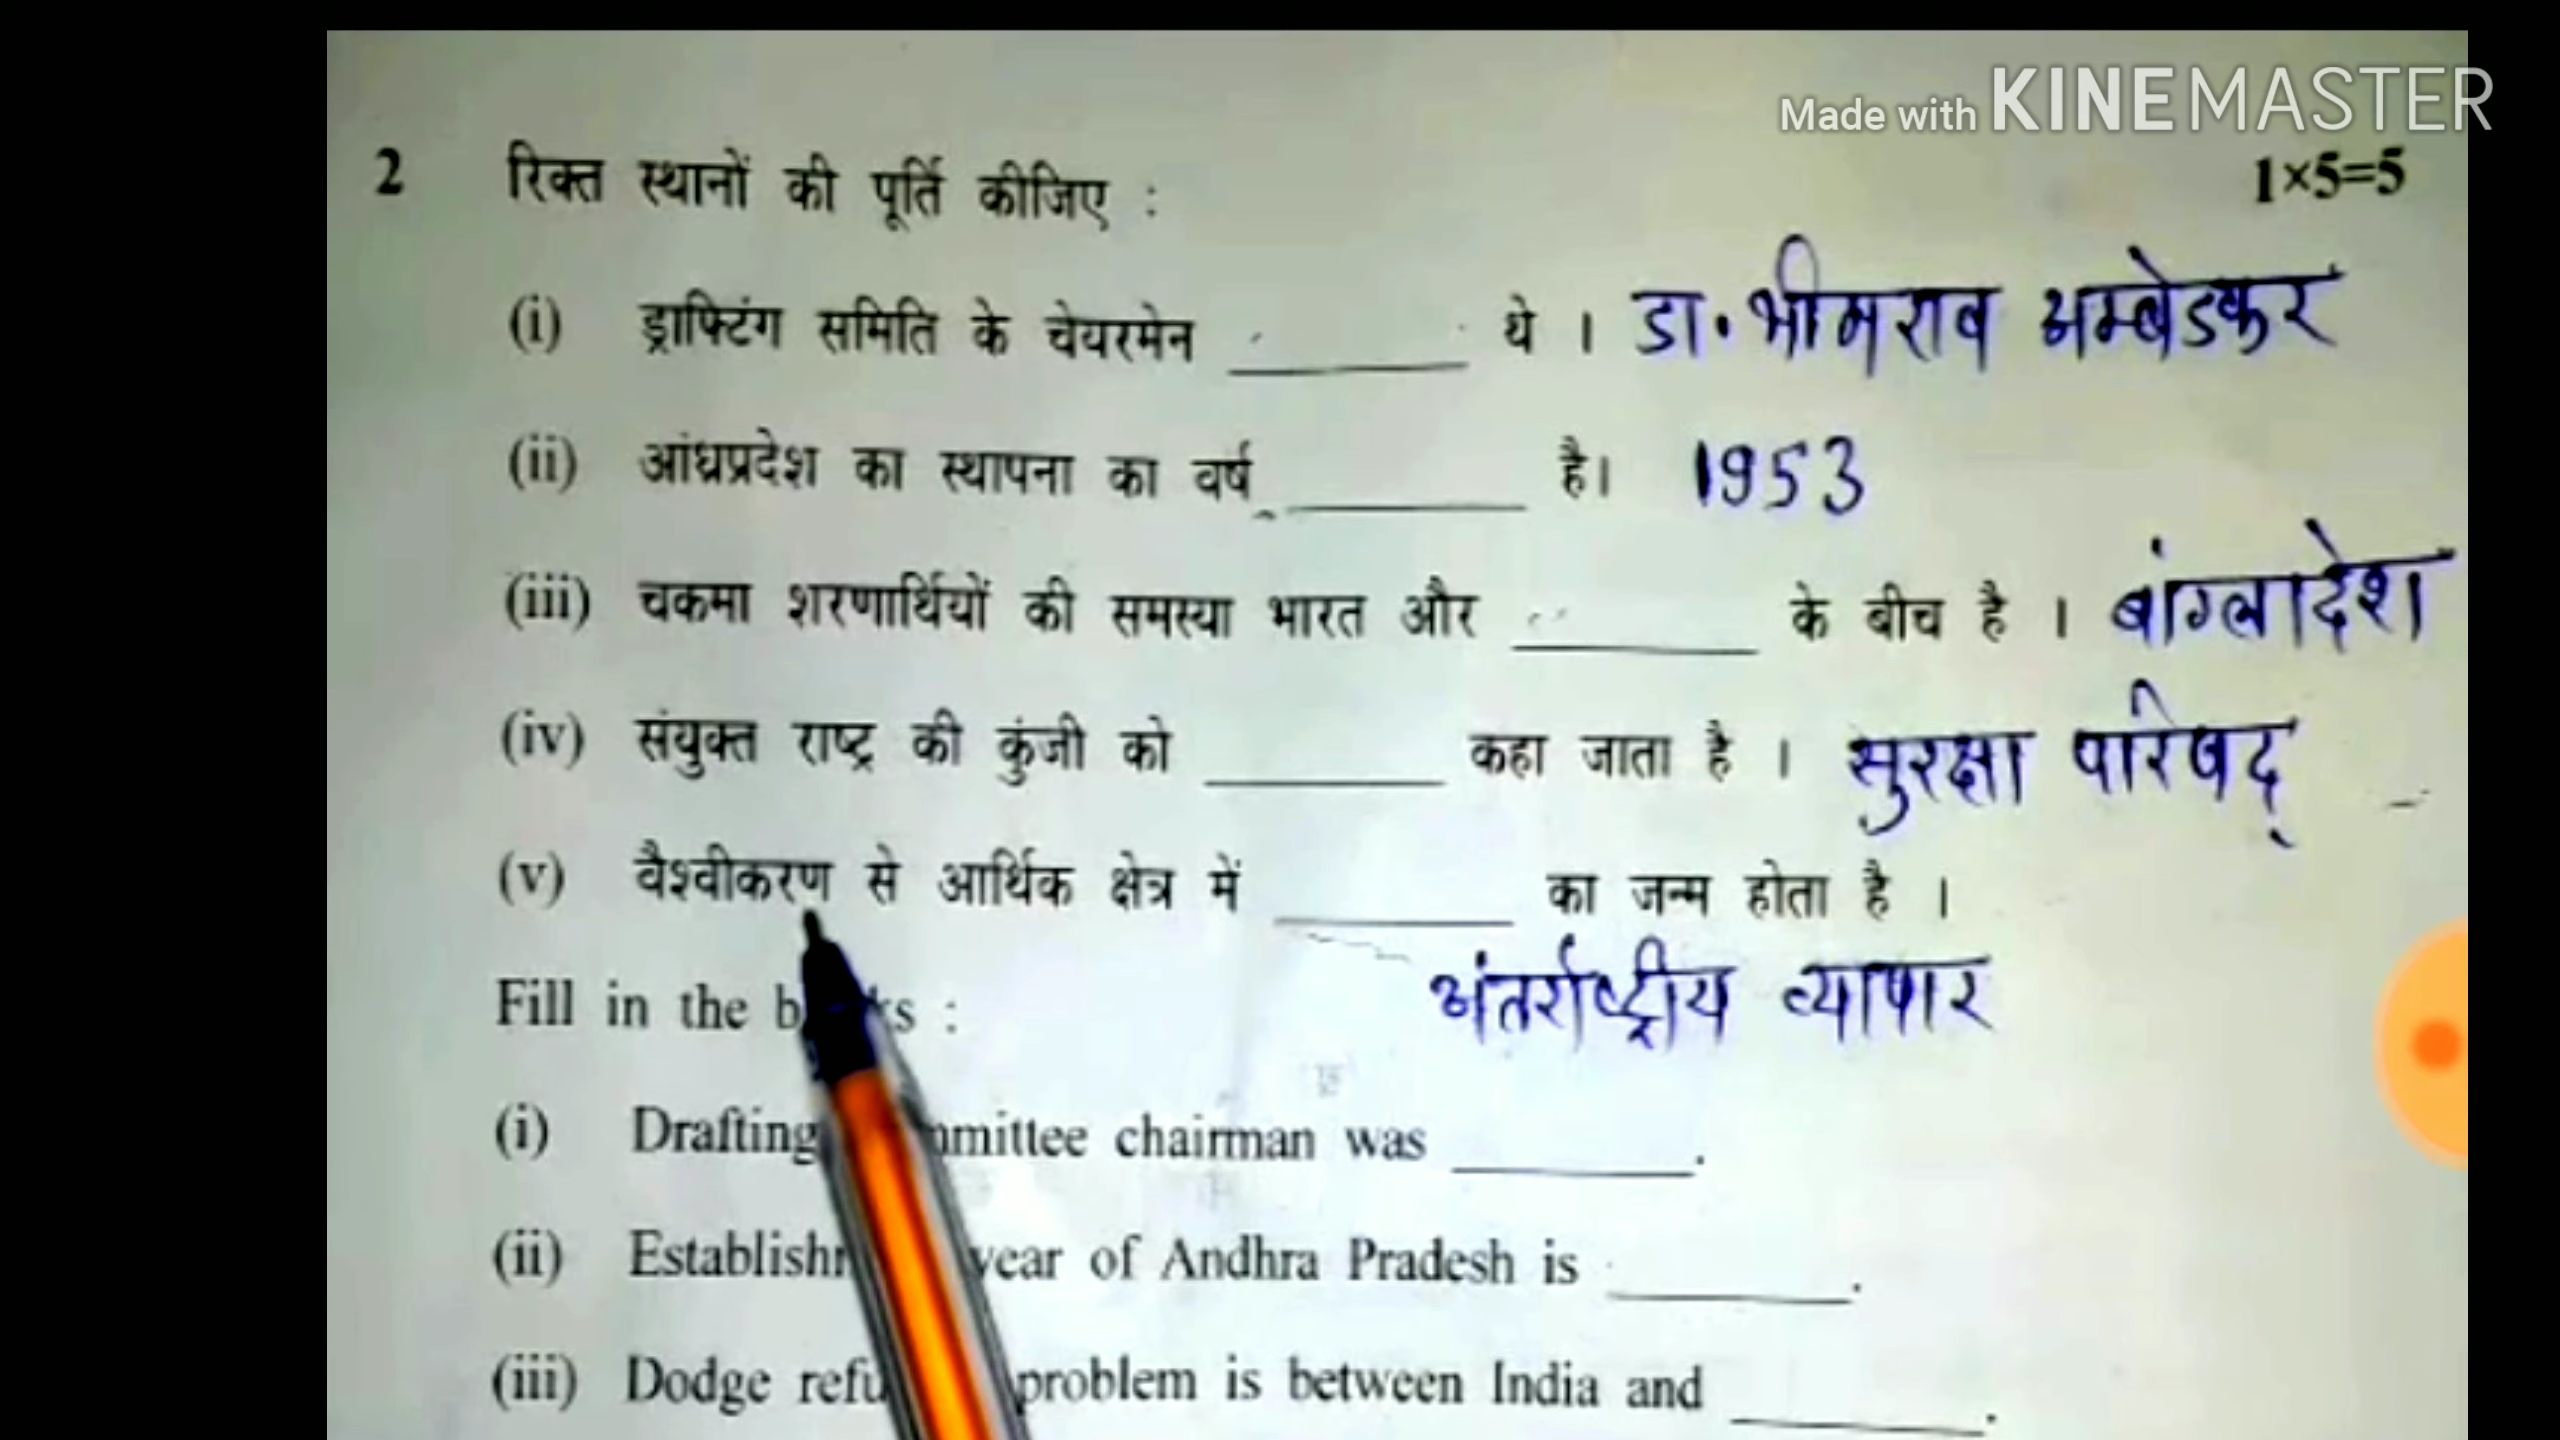 Made with KINEMASTER
2 रिक्त स्थानों की पूर्ति कीजिए : 1×5=5
(i) ड्राफ्टिंग समिति के चेयरमेन ______ थे । डा. भीमराव अम्बेडकर
(ii) आंध्रप्रदेश का स्थापना का वर्ष ______ है। 1953
(iii) चकमा शरणार्थियों की समस्या भारत और ______ के बीच है । बांग्लादेश
(iv) संयुक्त राष्ट्र की कुंजी को ______ कहा जाता है । सुरक्षा परिषद्
(v) वैश्वीकरण से आर्थिक क्षेत्र में ______ का जन्म होता है ।
अंतर्राष्ट्रीय व्यापार
Fill in the :
(i) Drafting chairman was ______.
(ii) year of Andhra Pradesh is ______.
(iii) Dodge problem is between India and ______.